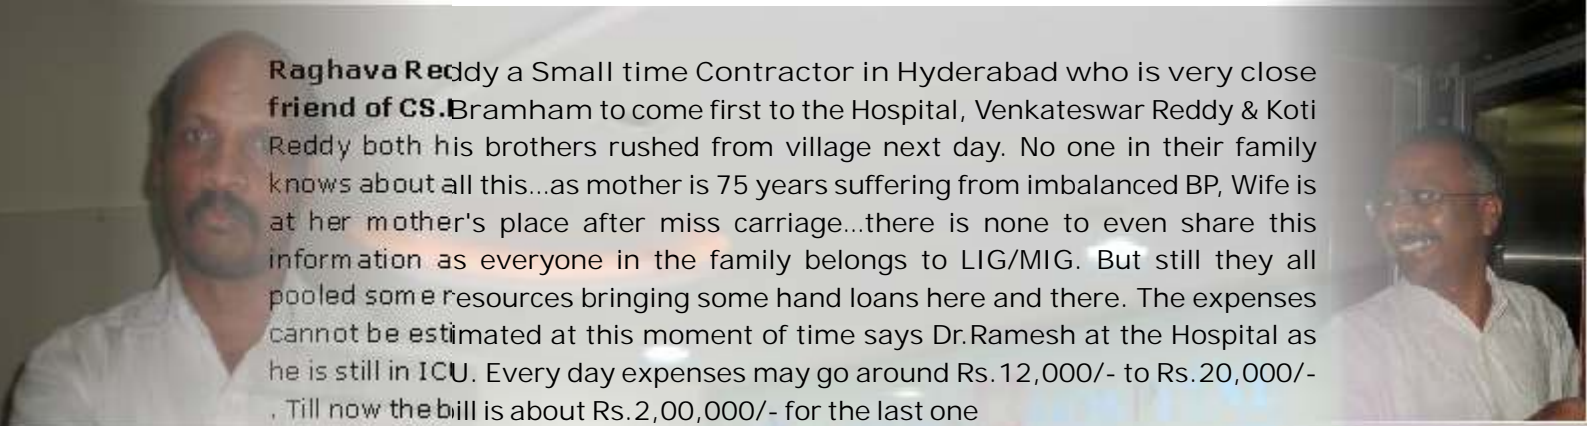 Raghava Reddy a Small time Contractor in Hyderabad who is very close
friend of CS.Bramham to come first to the Hospital, Venkateswar Reddy & Koti
Reddy both his brothers rushed from village next day. No one in their family
knows about all this...as mother is 75 years suffering from imbalanced BP, Wife is
at her mother's place after miss carriage...there is none to even share this
information as everyone in the family belongs to LIG/MIG. But still they all
pooled some resources bringing some hand loans here and there. The expenses
cannot be estimated at this moment of time says Dr.Ramesh at the Hospital as
he is still in ICU. Every day expenses may go around Rs.12,000/- to Rs.20,000/-
. Till now the bill is about Rs.2,00,000/- for the last one